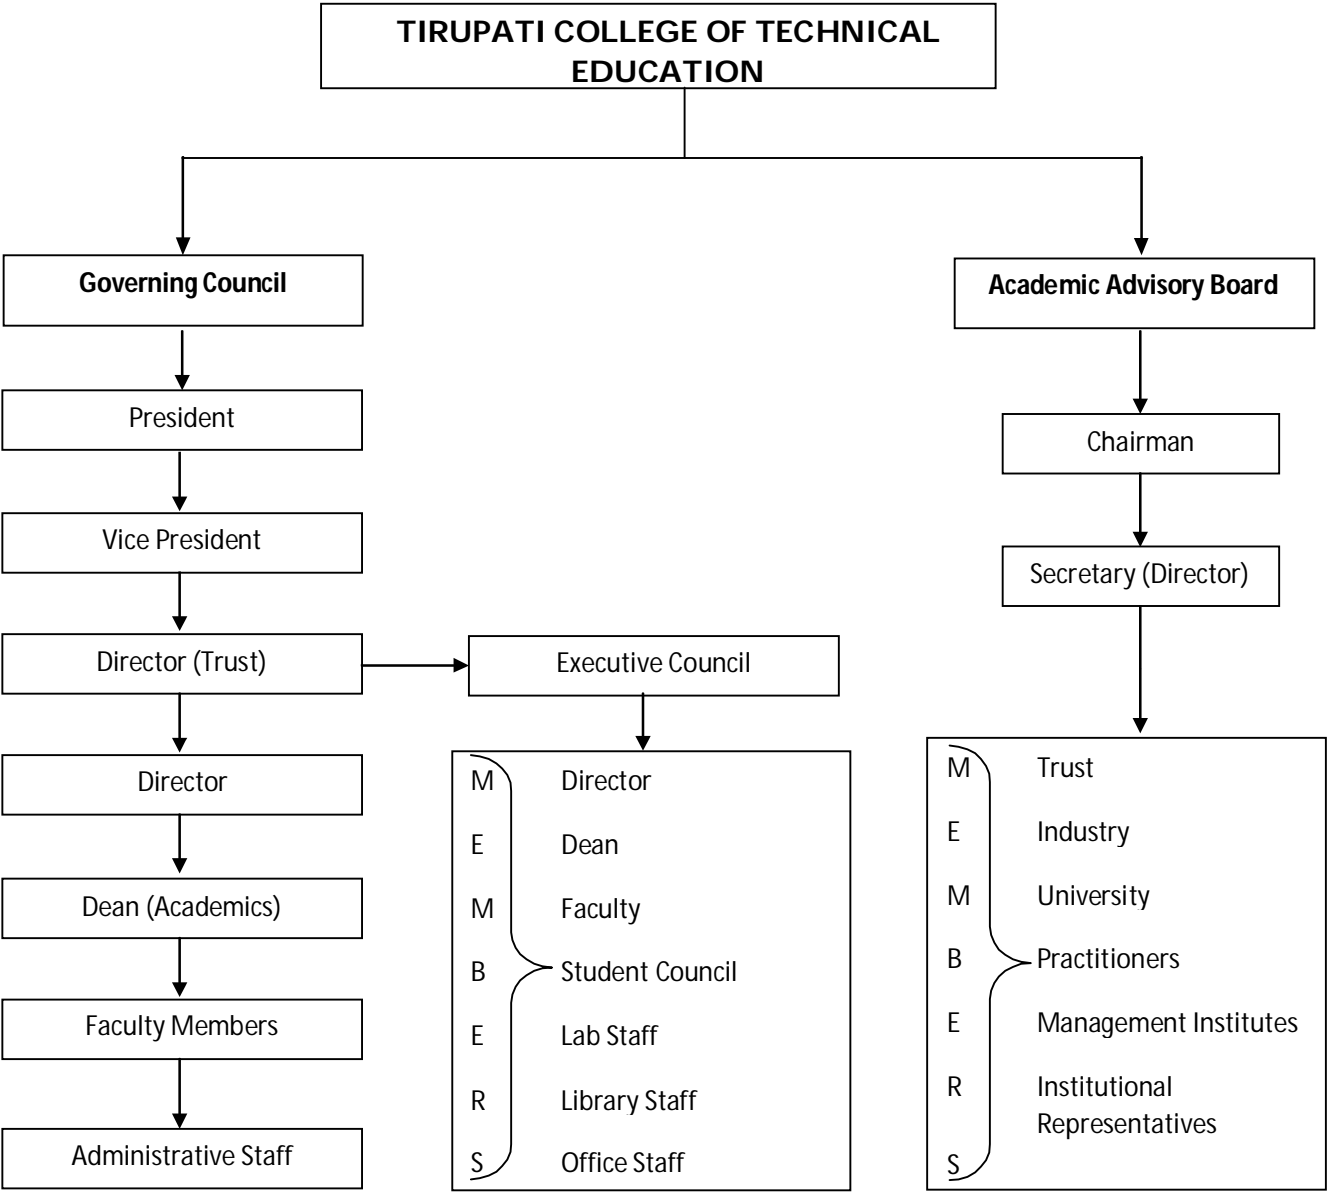 TIRUPATI COLLEGE OF TECHNICAL
EDUCATION
Governing Council
President
Vice President
Director (Trust)
Director
Dean (Academics)
Faculty Members
Administrative Staff
Executive Council
M Director
E Dean
M Faculty
B Student Council
E Lab Staff
R Library Staff
S Office Staff
Academic Advisory Board
Chairman
Secretary (Director)
M Trust
E Industry
M University
B Practitioners
E Management Institutes
R Institutional
Representatives
S